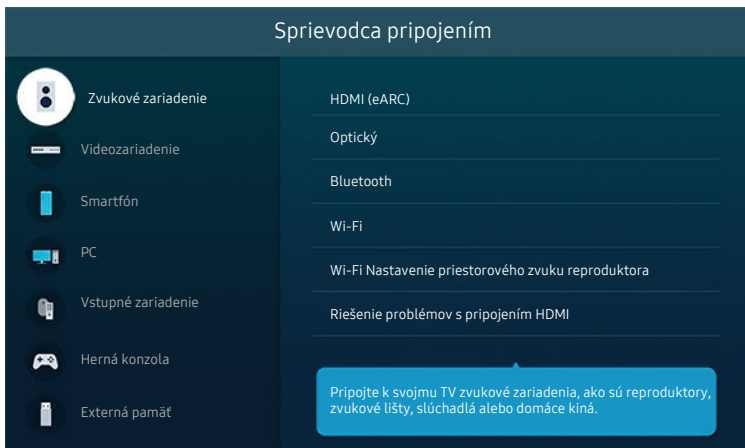 Sprievodca pripojením
Zvukové zariadenie
Videozariadenie
Smartfón
PC
Vstupné zariadenie
Herná konzola
Externá pamäť
HDMI (eARC)
Optický
Bluetooth
Wi-Fi
Wi-Fi Nastavenie priestorového zvuku reproduktora
Riešenie problémov s pripojením HDMI
Pripojte k svojmu TV zvukové zariadenia, ako sú reproduktory,
zvukové lišty, slúchadlá alebo domáce kiná.